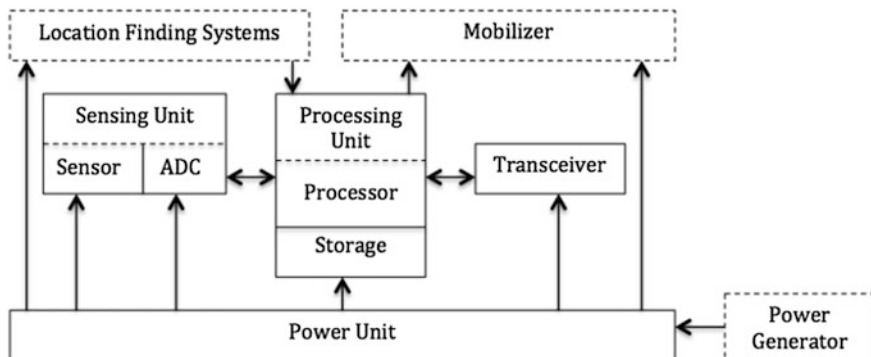 Location Finding Systems
Mobilizer
Sensing Unit
Sensor
ADC
Processing
Unit
Processor
Storage
Transceiver
Power Unit
Power
Generator